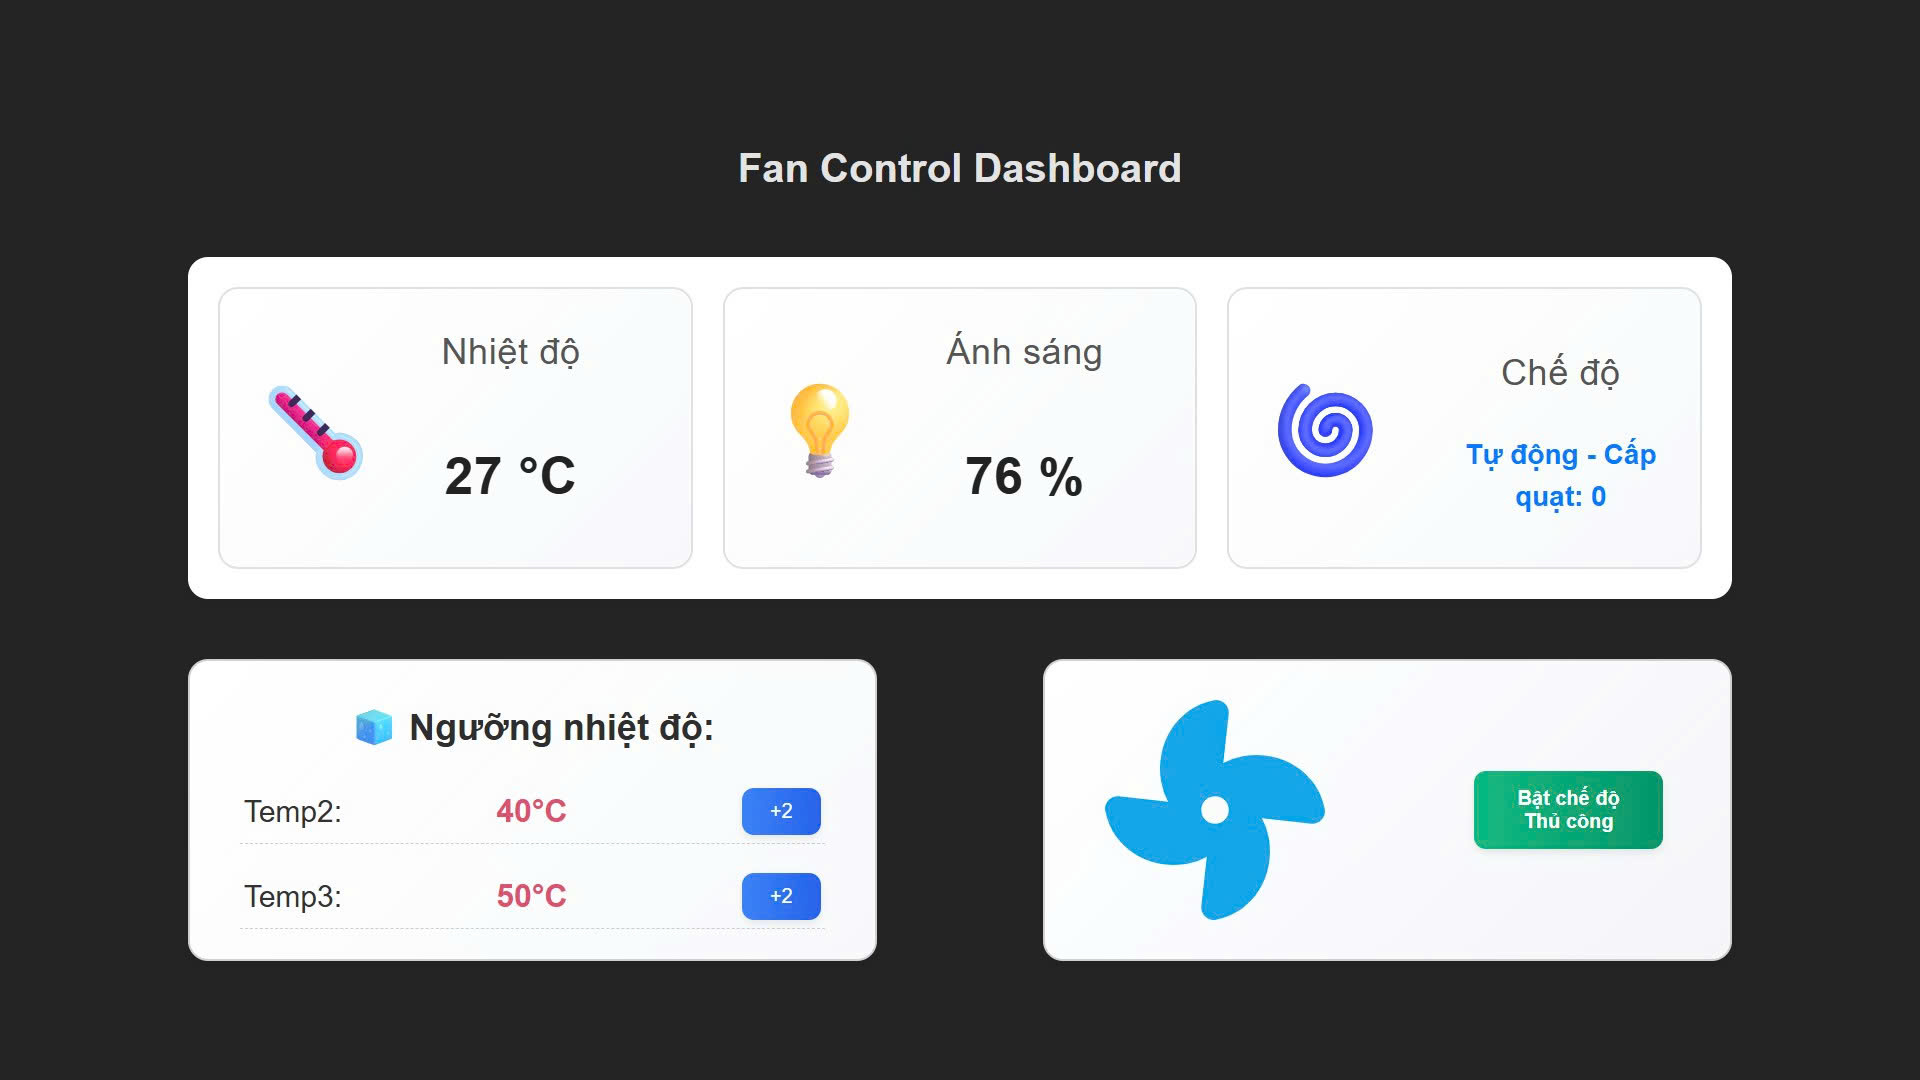 Fan Control Dashboard
Nhiệt độ
27 °C
Ánh sáng
76 %
Chế độ
Tự động - Cấp
quạt: 0
Ngưỡng nhiệt độ:
Temp2: 40°C +2
Temp3: 50°C +2
Bật chế độ
Thủ công